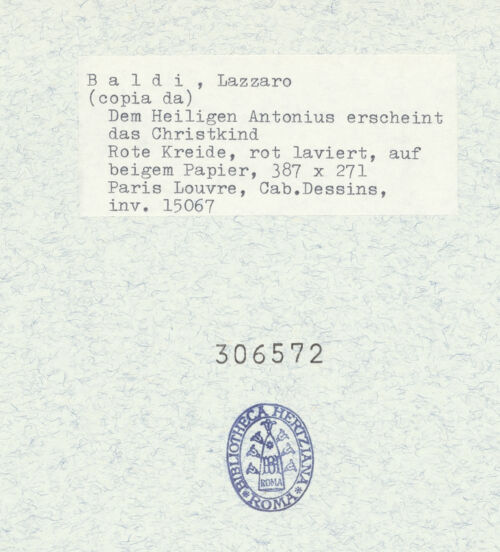 B a l d i , Lazzaro
(copia da)
Dem Heiligen Antonius erscheint
das Christkind
Rote Kreide, rot laviert, auf
beigem Papier, 387 x 271
Paris Louvre, Cab.Dessins,
inv. 15067
306572
BIBLIOTHECA HERTZIANA
ROMA
ROMA